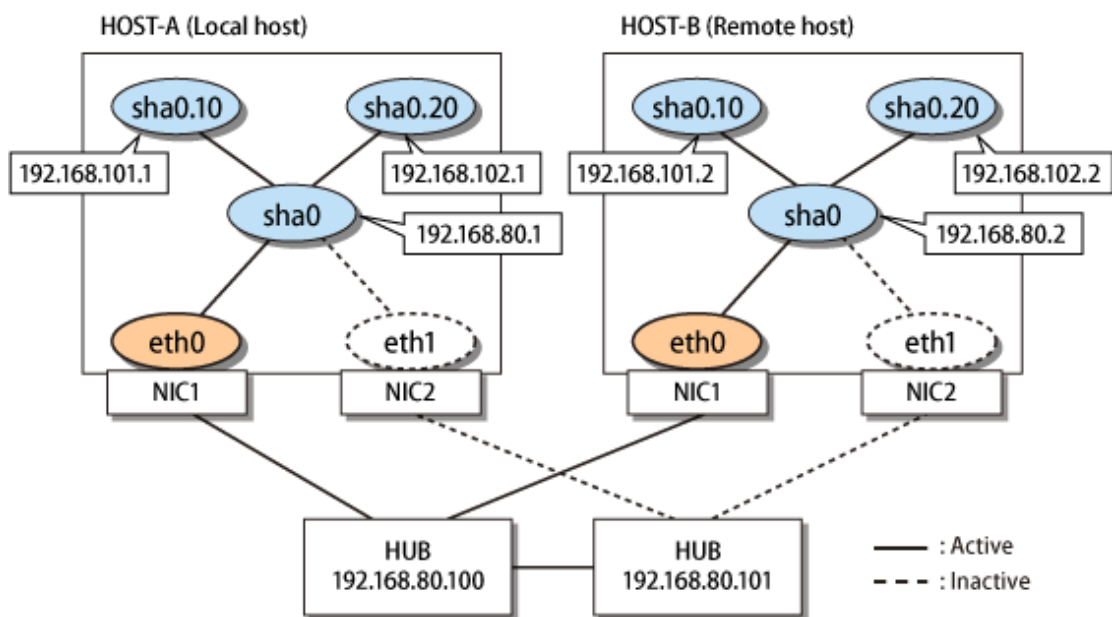 HOST-A (Local host)
HOST-B (Remote host)
sha0.10
sha0.20
sha0.10
sha0.20
192.168.101.1
192.168.102.1
192.168.101.2
192.168.102.2
sha0
sha0
192.168.80.1
192.168.80.2
eth0
eth1
eth0
eth1
NIC1
NIC2
NIC1
NIC2
HUB
192.168.80.100
HUB
192.168.80.101
: Active
: Inactive